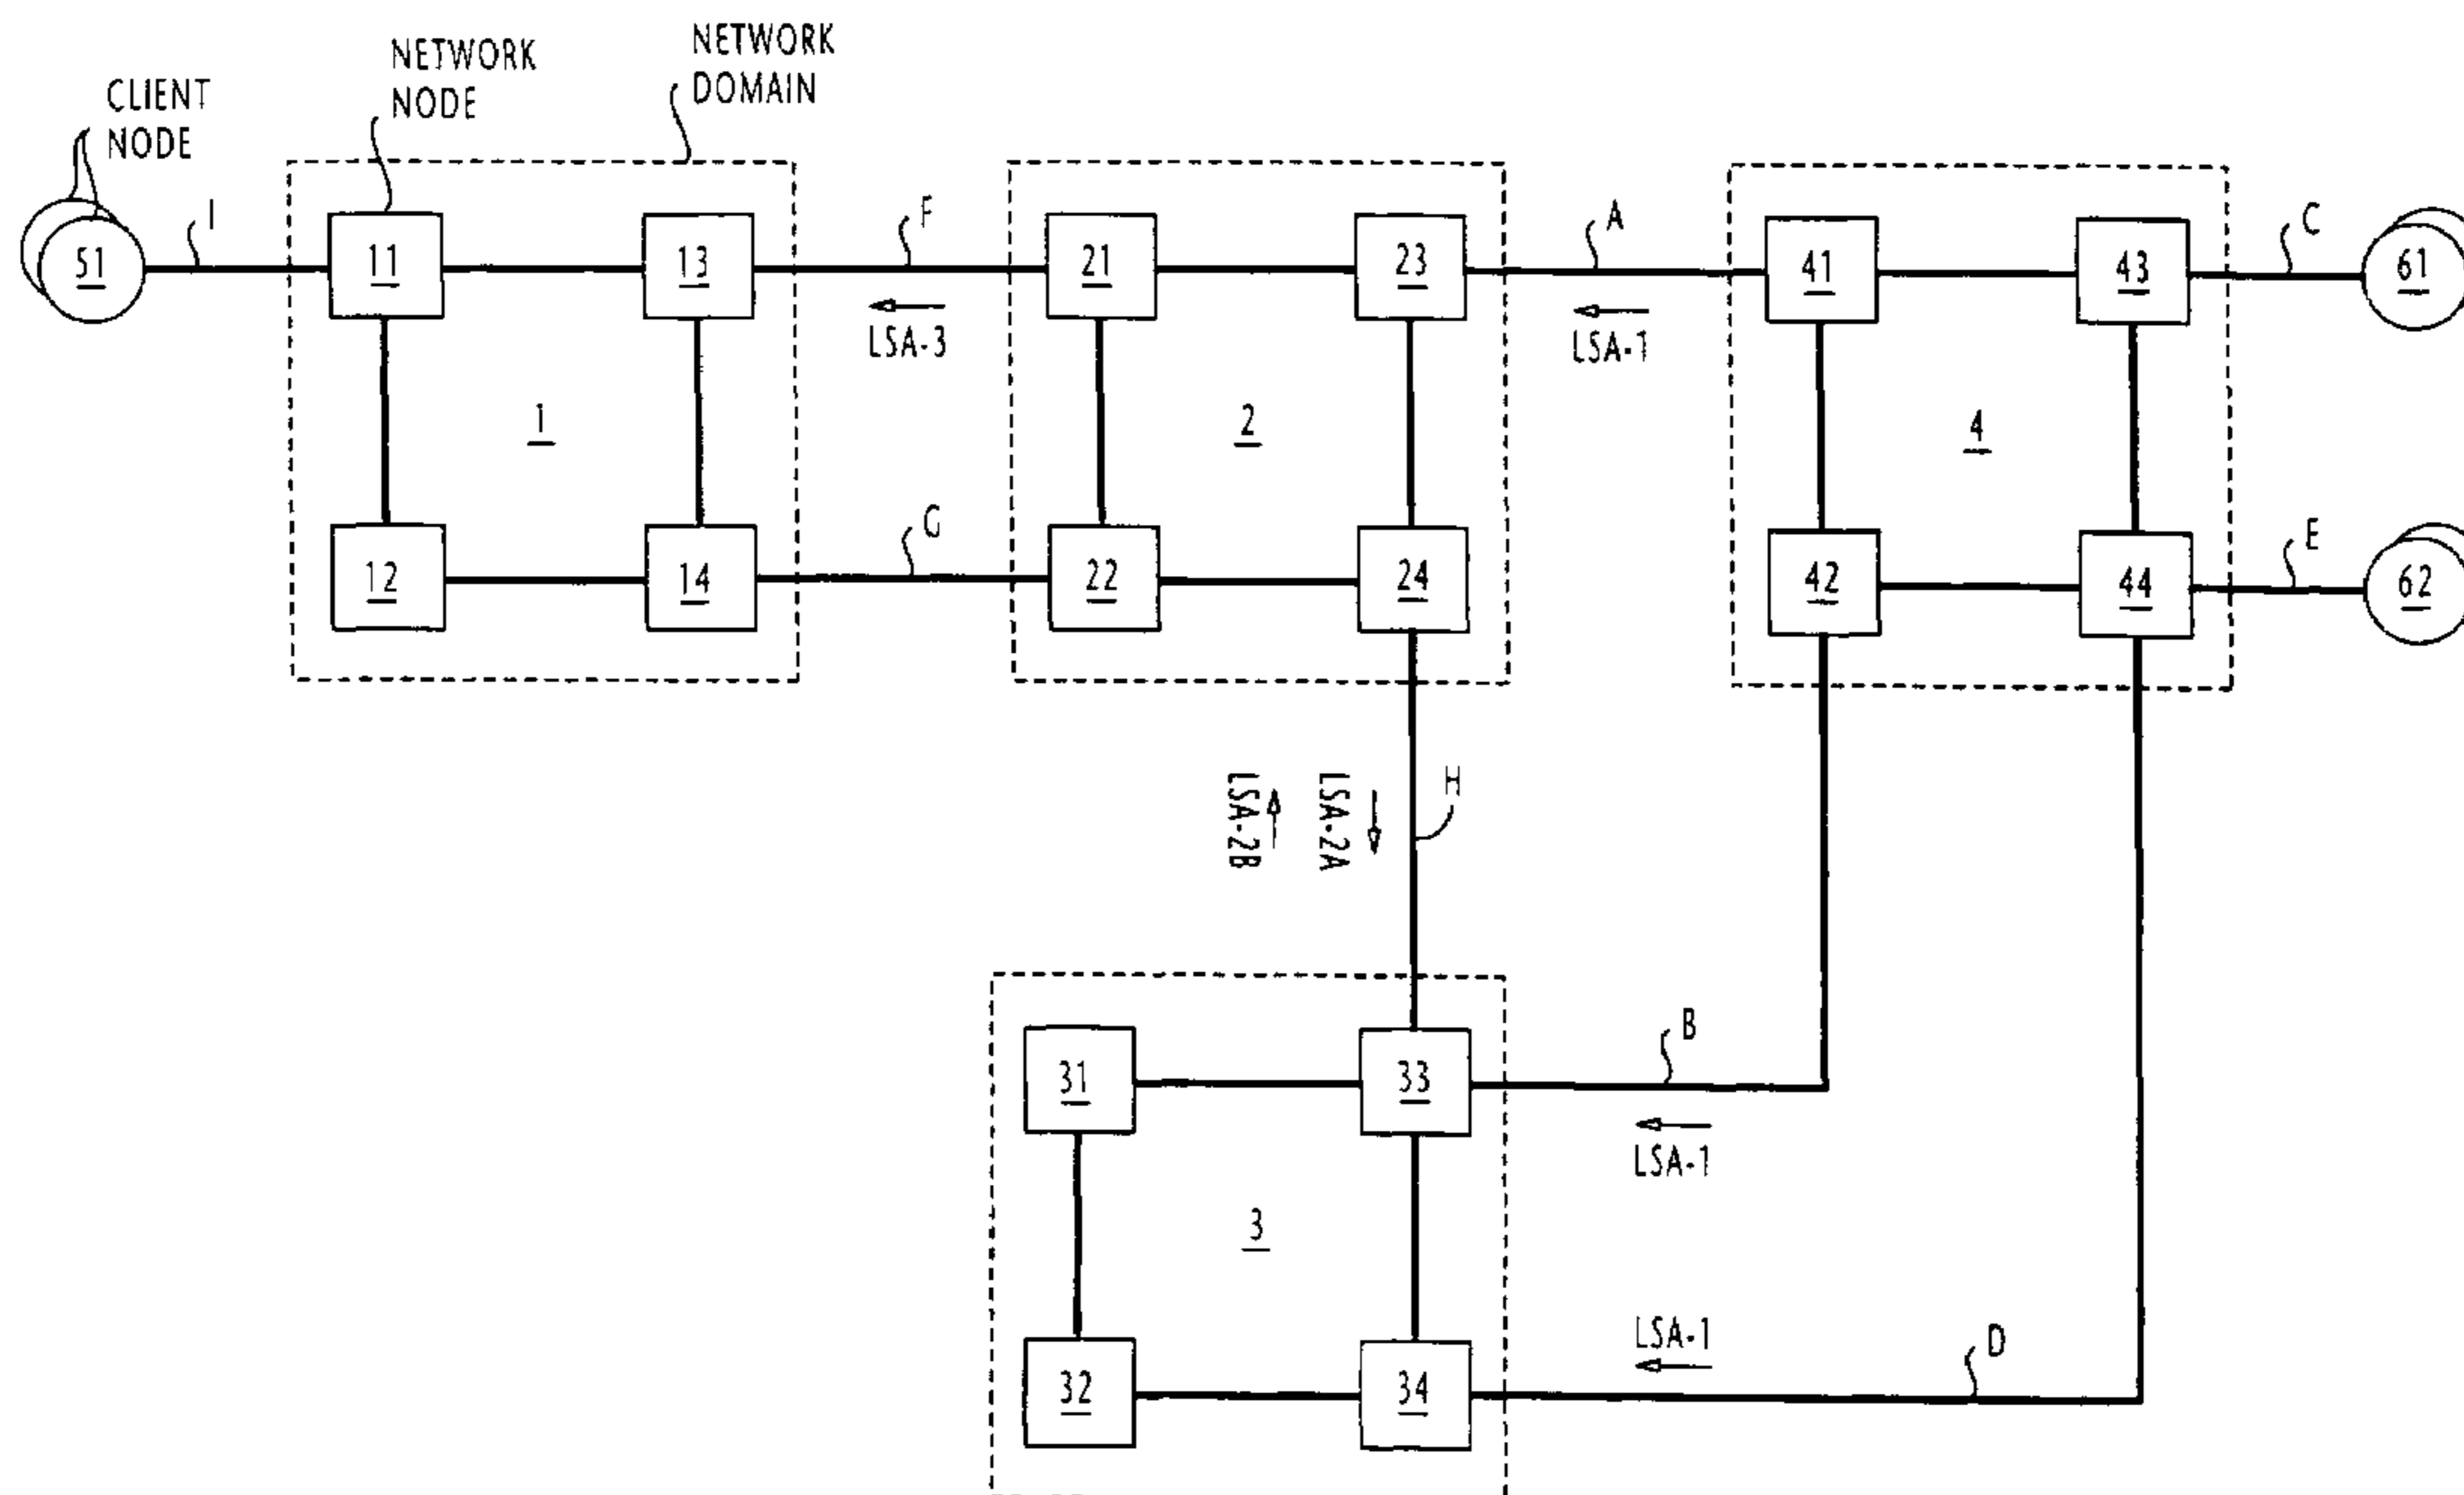 NETWORK
DOMAIN
NETWORK
NODE
CLIENT
NODE
I
F
A
C
51
11
13
21
23
41
43
61
LSA-3
LSA-1
1
2
4
G
E
12
14
22
24
42
44
62
H
LSA-2B
LSA-2A
B
31
33
LSA-1
3
LSA-1
D
32
34